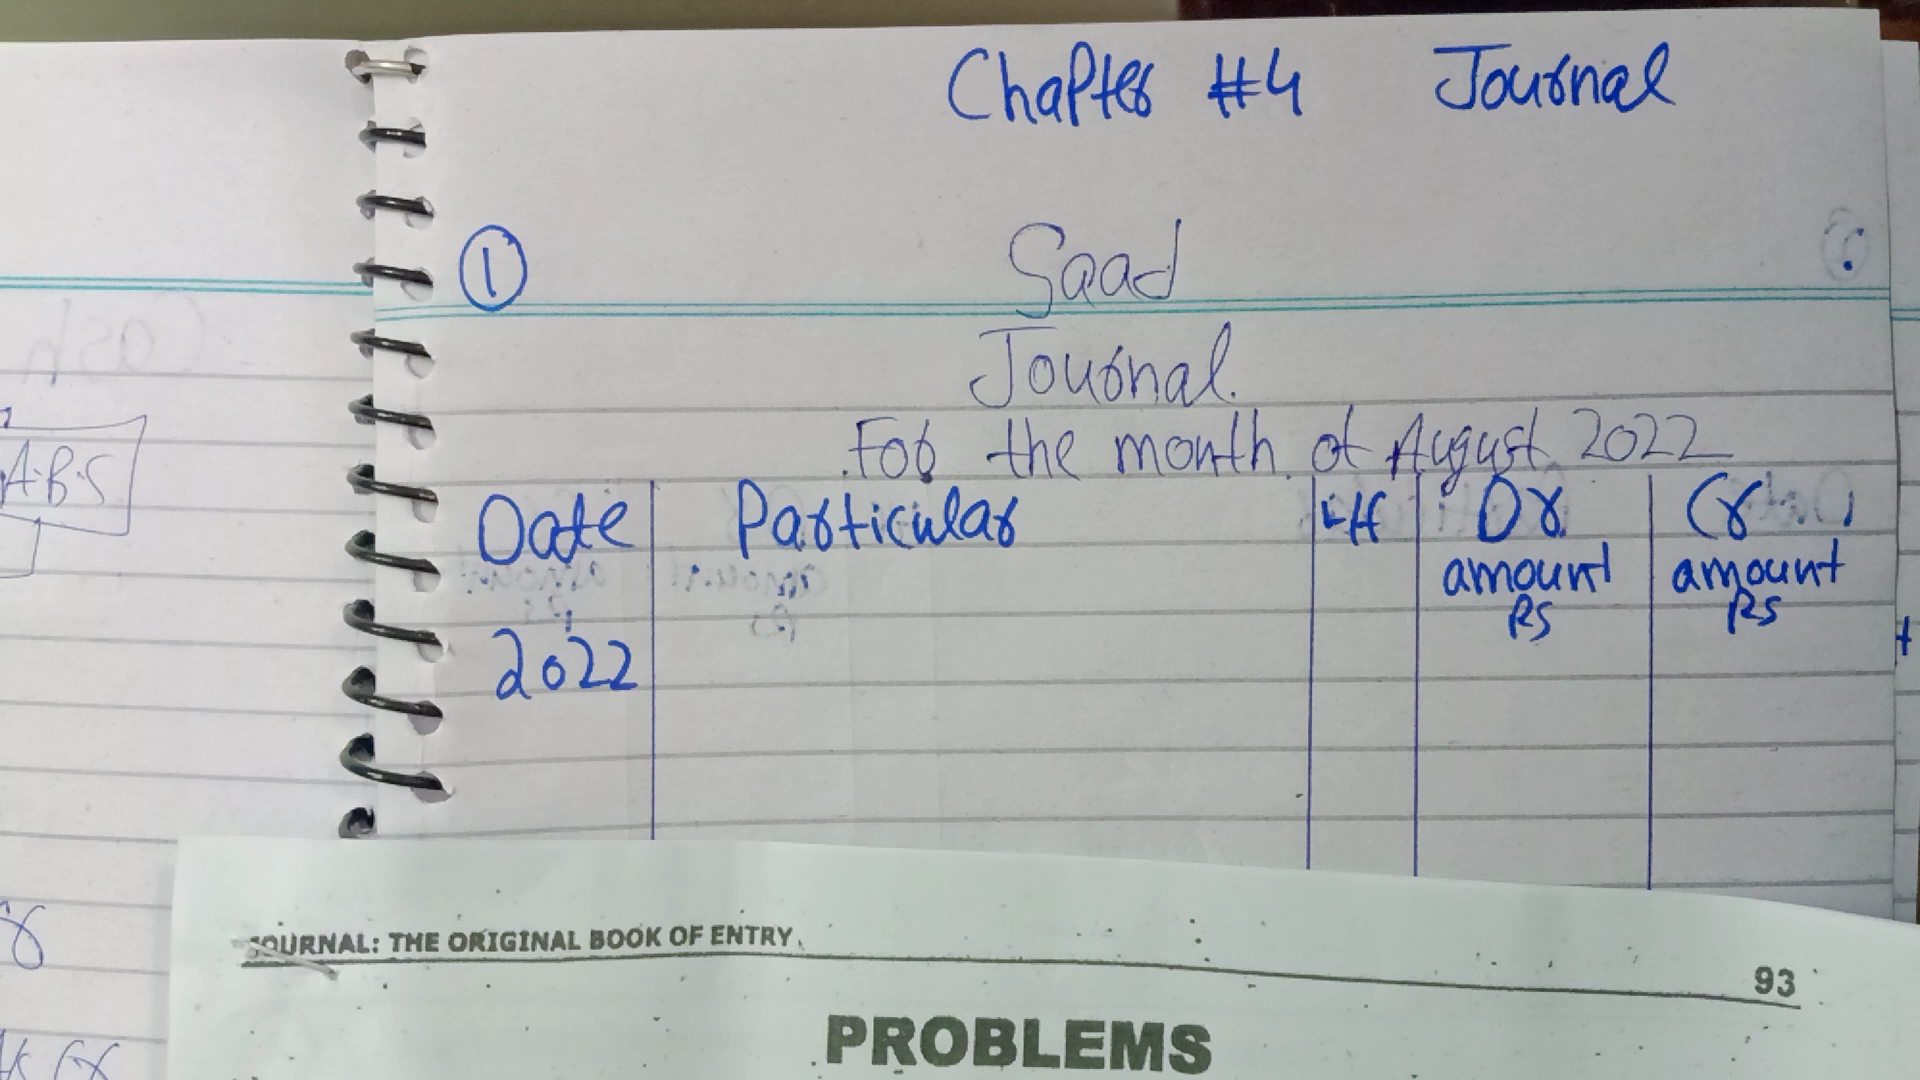 Chapter #4 Journal
① Saad
Journal.
For the month of August 2022
Date Particular L-f Dr Cr
amount amount
Rs Rs
2022
A-B-S
JOURNAL: THE ORIGINAL BOOK OF ENTRY
93
PROBLEMS